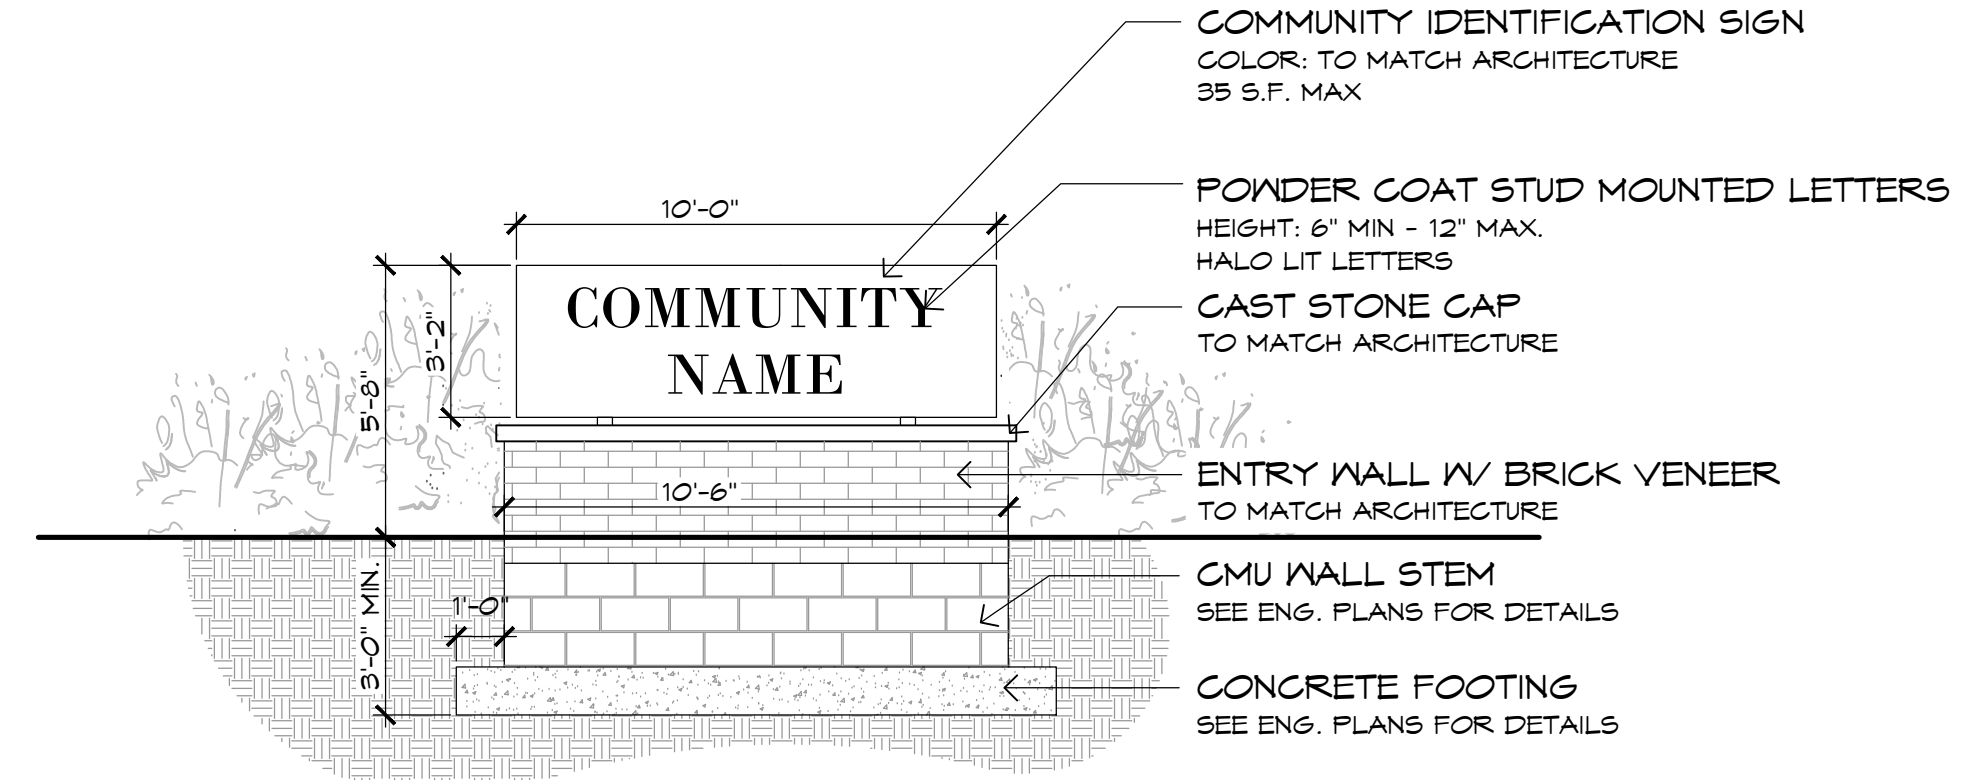 COMMUNITY IDENTIFICATION SIGN
COLOR: TO MATCH ARCHITECTURE
35 S.F. MAX
POWDER COAT STUD MOUNTED LETTERS
HEIGHT: 6" MIN - 12" MAX.
HALO LIT LETTERS
10'-0"
CAST STONE CAP
TO MATCH ARCHITECTURE
COMMUNITY
NAME
3'-2"
5'-8"
ENTRY WALL W/ BRICK VENEER
TO MATCH ARCHITECTURE
10'-6"
CMU WALL STEM
SEE ENG. PLANS FOR DETAILS
1'-0"
3'-0" MIN.
CONCRETE FOOTING
SEE ENG. PLANS FOR DETAILS